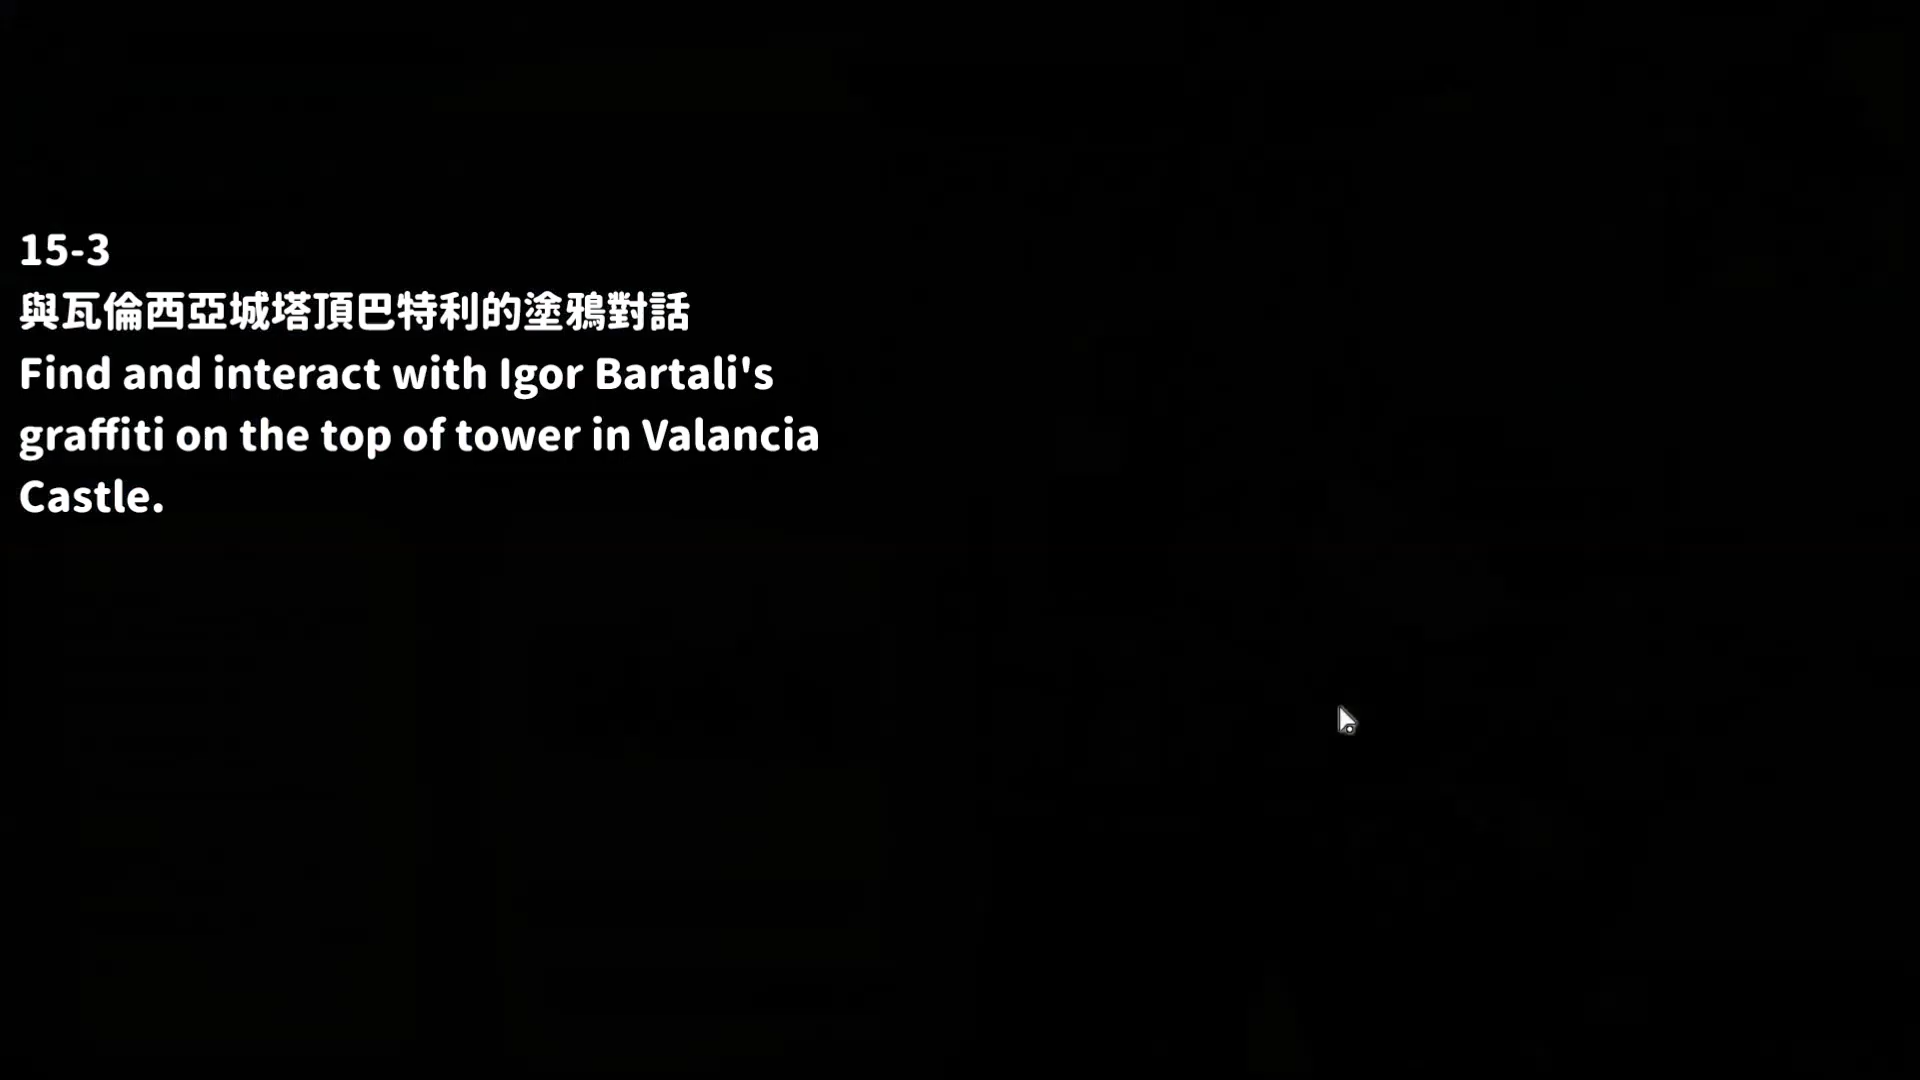 15-3
與瓦倫西亞城塔頂巴特利的塗鴉對話
Find and interact with Igor Bartali's
graffiti on the top of tower in Valancia
Castle.